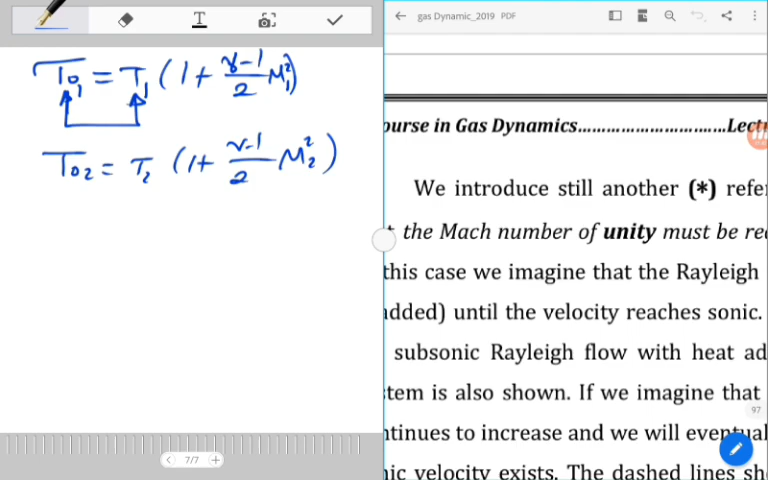 gas Dynamic_2019 PDF
T₀₁ = T₁ (1 + γ-1/2 M₁²)
T₀₂ = T₂ (1 + γ-1/2 M₂²)
ourse in Gas Dynamics……………………….Lect
We introduce still another (*) refe
the Mach number of unity must be re
this case we imagine that the Rayleigh
added) until the velocity reaches sonic.
subsonic Rayleigh flow with heat ad
tem is also shown. If we imagine that
97
ntinues to increase and we will eventual
nic velocity exists. The dashed lines sh
7/7